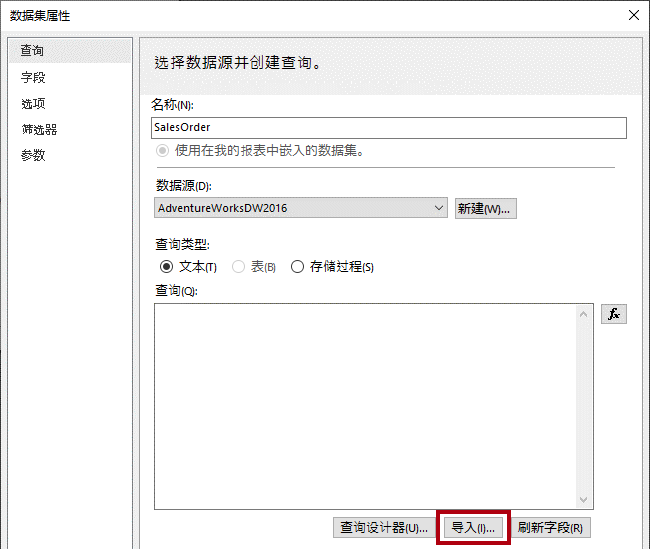 数据集属性
查询
字段
选项
筛选器
参数
选择数据源并创建查询。
名称(N):
SalesOrder
使用在我的报表中嵌入的数据集。
数据源(D):
AdventureWorksDW2016 新建(W)...
查询类型:
文本(T) 表(B) 存储过程(S)
查询(Q):
fx
查询设计器(U)... 导入(I)... 刷新字段(R)